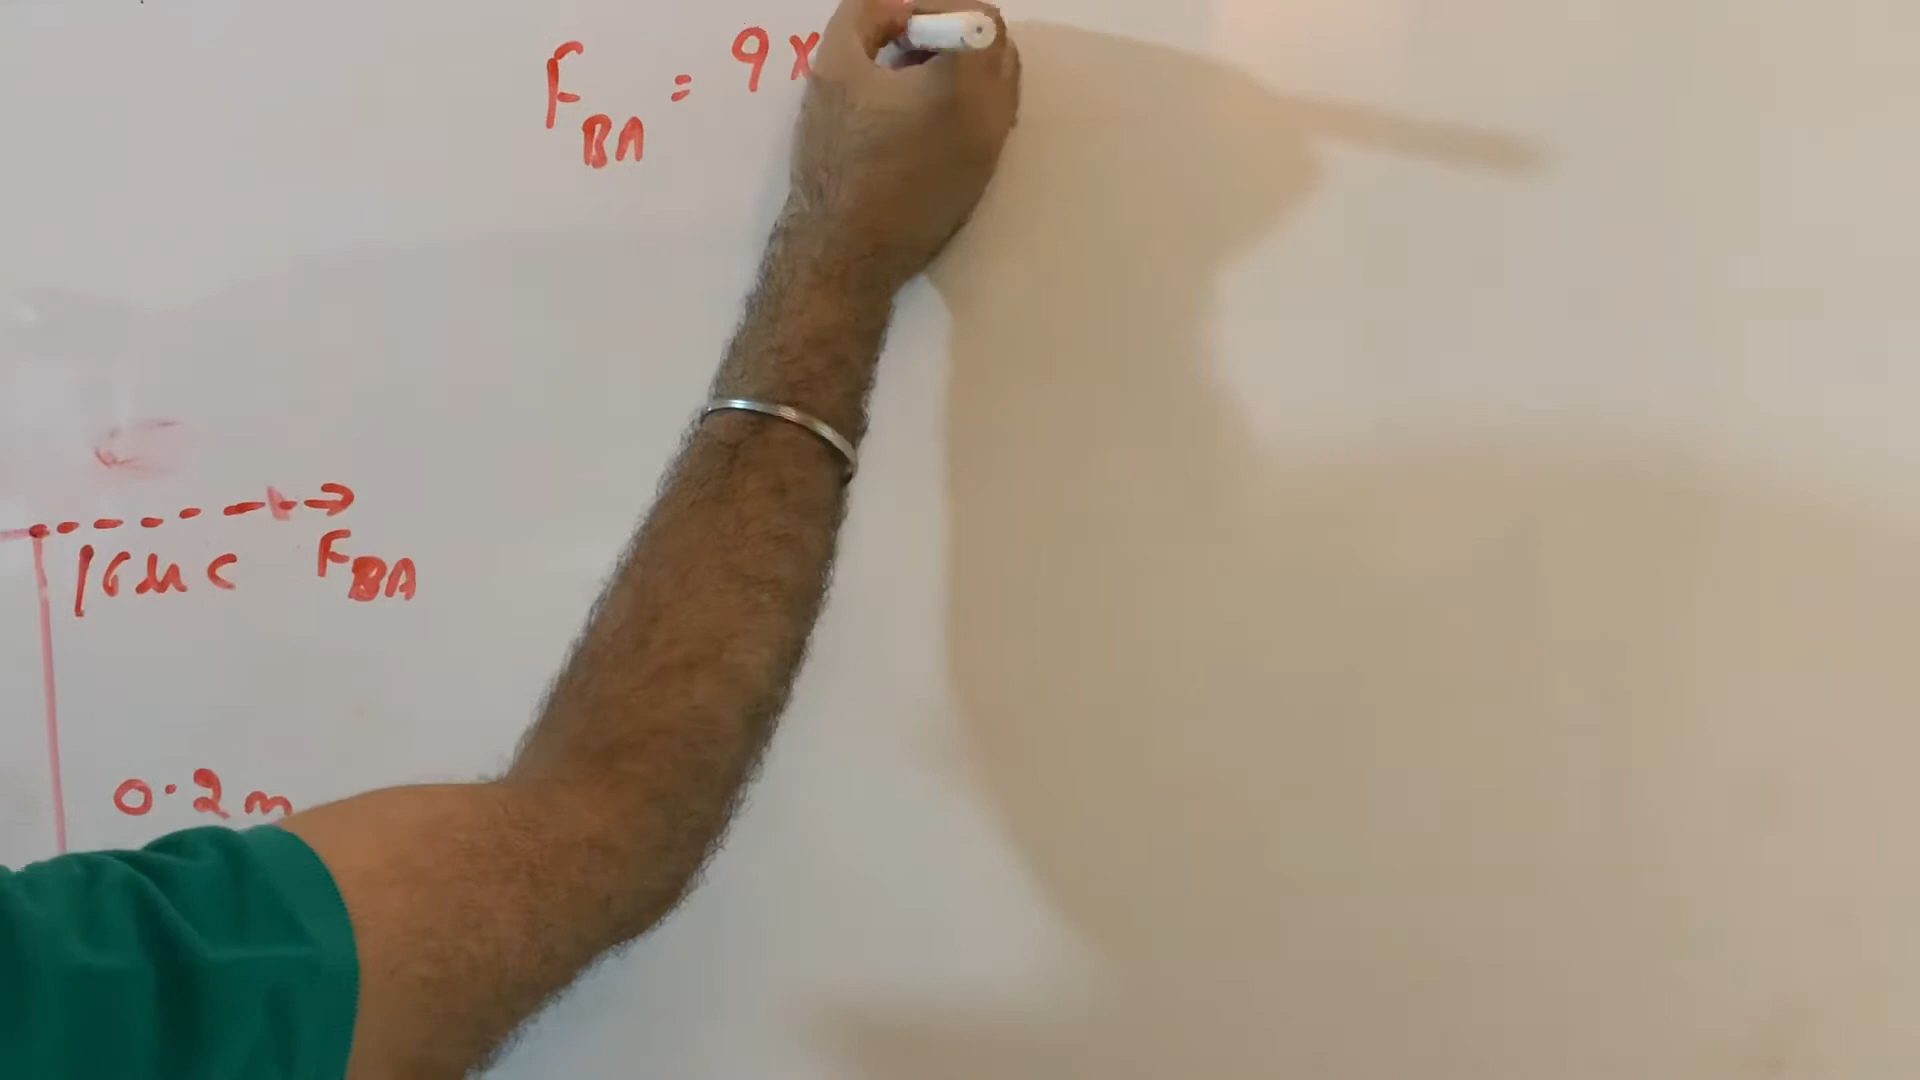 F_BA = 9 x
16 μc F_BA
0.2 m